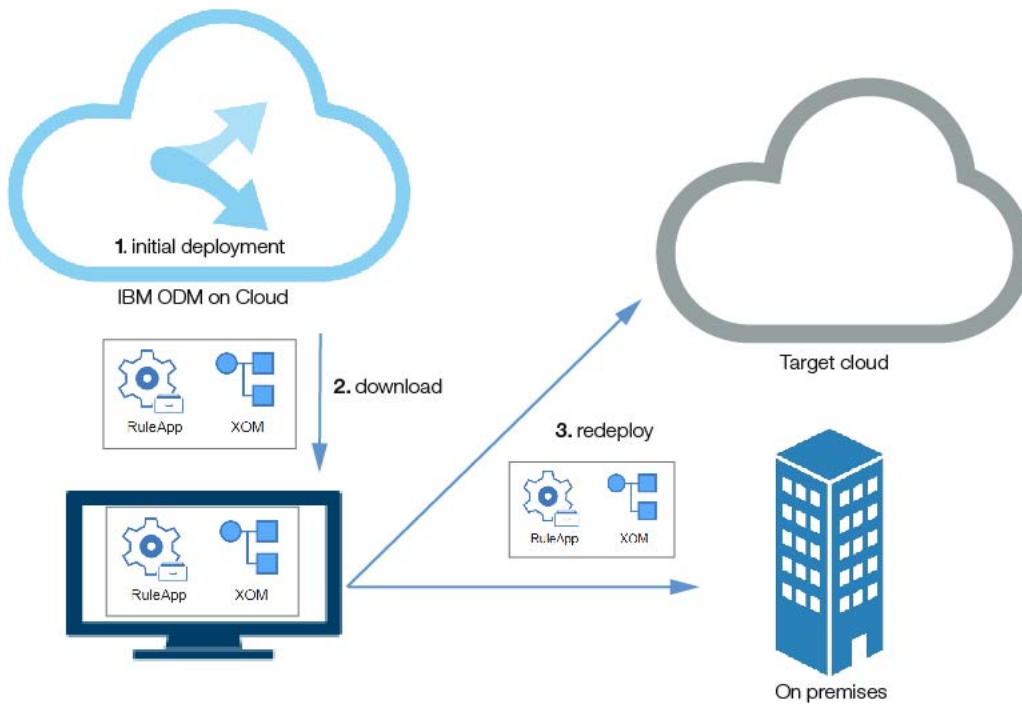 1. initial deployment
IBM ODM on Cloud
RuleApp XOM
2. download
Target cloud
3. redeploy
RuleApp XOM
RuleApp XOM
On premises